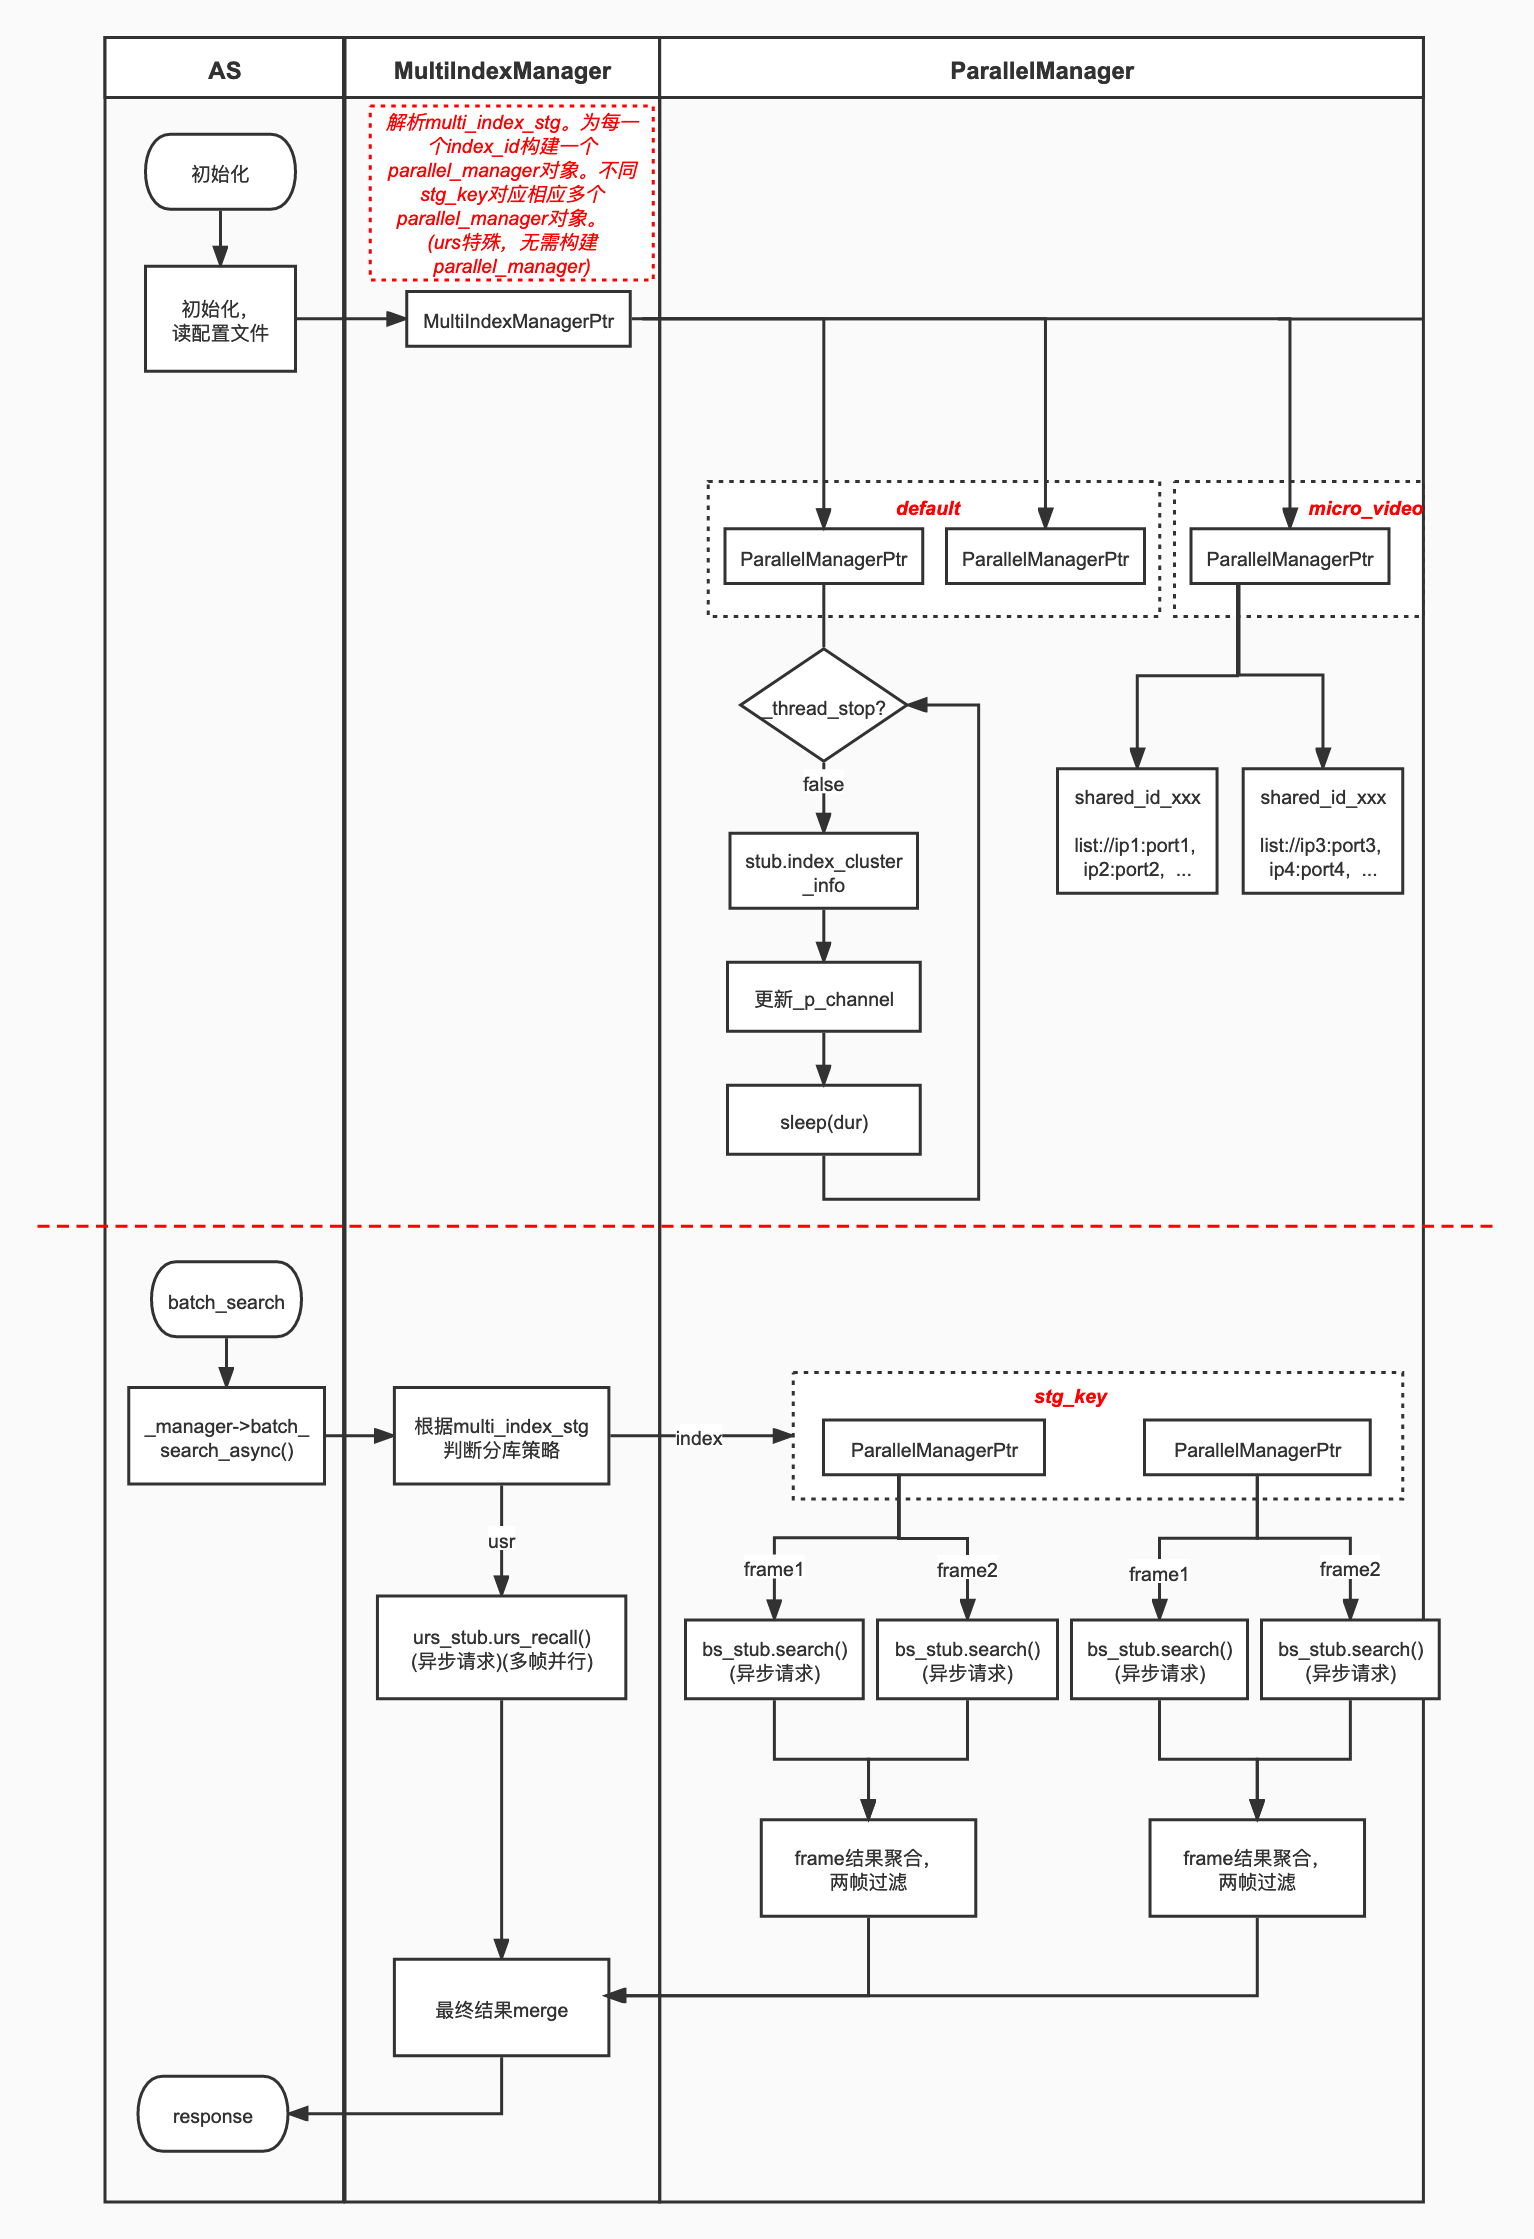 AS
MultiIndexManager
ParallelManager
解析multi_index_stg。为每一
个index_id构建一个
parallel_manager对象。不同
stg_key对应相应多个
parallel_manager对象。
(urs特殊，无需构建
parallel_manager)
初始化
初始化，
读配置文件
MultiIndexManagerPtr
default
micro_video
ParallelManagerPtr
ParallelManagerPtr
ParallelManagerPtr
_thread_stop?
false
shared_id_xxx
list://ip1:port1,
ip2:port2, ...
shared_id_xxx
list://ip3:port3,
ip4:port4, ...
stub.index_cluster
_info
更新_p_channel
sleep(dur)
batch_search
_manager->batch_
search_async()
根据multi_index_stg
判断分库策略
index
stg_key
ParallelManagerPtr
ParallelManagerPtr
usr
frame1
frame2
frame1
frame2
urs_stub.urs_recall()
(异步请求)(多帧并行)
bs_stub.search()
(异步请求)
bs_stub.search()
(异步请求)
bs_stub.search()
(异步请求)
bs_stub.search()
(异步请求)
frame结果聚合，
两帧过滤
frame结果聚合，
两帧过滤
最终结果merge
response